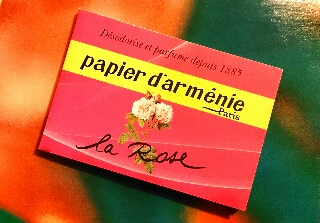 Désodorise et parfume depuis 1885
papier d'arménie
Paris
la Rose